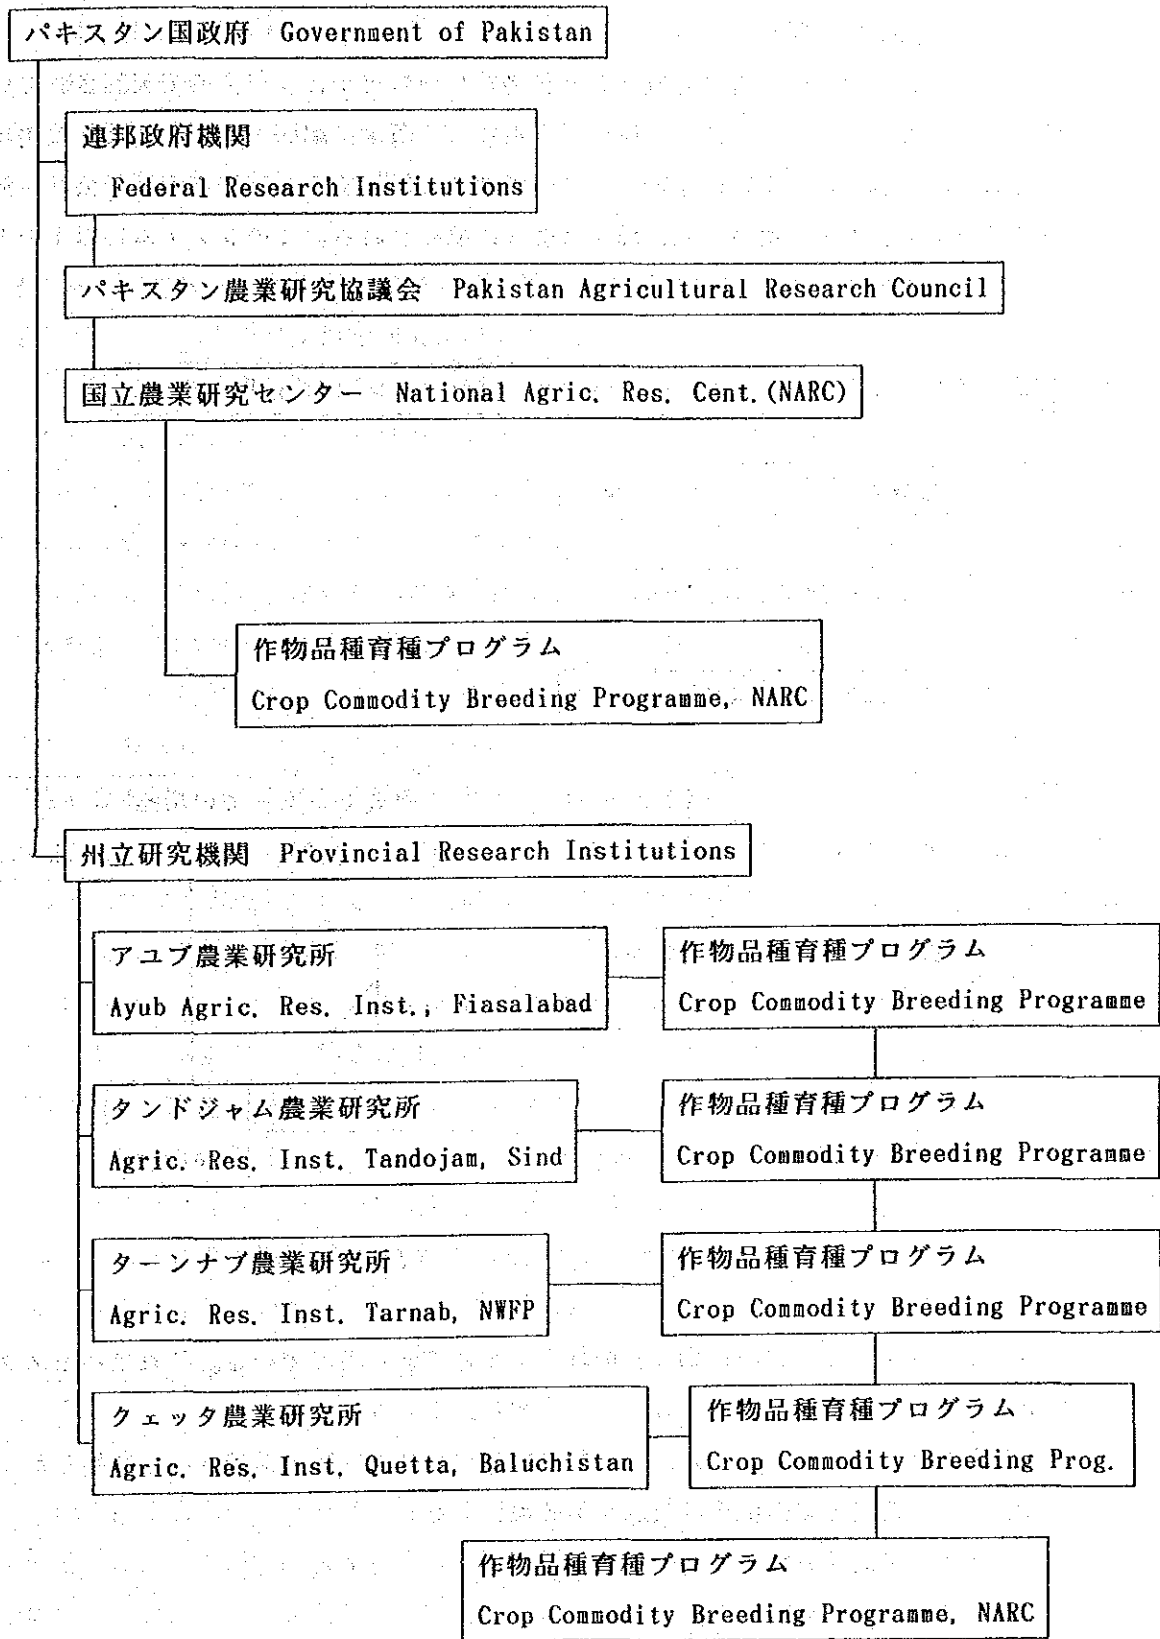 パキスタン国政府 Government of Pakistan
連邦政府機関
Federal Research Institutions
パキスタン農業研究協議会 Pakistan Agricultural Research Council
国立農業研究センター National Agric. Res. Cent.(NARC)
作物品種育種プログラム
Crop Commodity Breeding Programme, NARC
州立研究機関 Provincial Research Institutions
アユブ農業研究所
Ayub Agric. Res. Inst., Fiasalabad
作物品種育種プログラム
Crop Commodity Breeding Programme
タンドジャム農業研究所
Agric. Res. Inst. Tandojam, Sind
作物品種育種プログラム
Crop Commodity Breeding Programme
ターンナブ農業研究所
Agric. Res. Inst. Tarnab, NWFP
作物品種育種プログラム
Crop Commodity Breeding Programme
クェッタ農業研究所
Agric. Res. Inst. Quetta, Baluchistan
作物品種育種プログラム
Crop Commodity Breeding Prog.
作物品種育種プログラム
Crop Commodity Breeding Programme, NARC